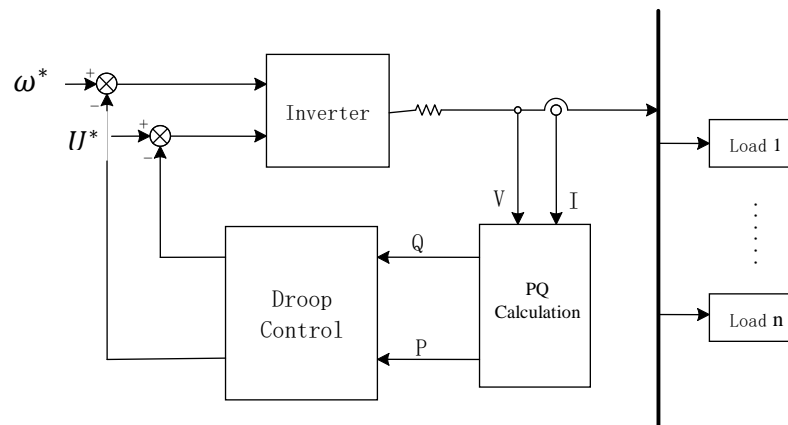 ω*
+
−
Inverter
U*
+
−
Load 1
V
I
Q
Droop
Control
PQ
Calculation
P
Load n